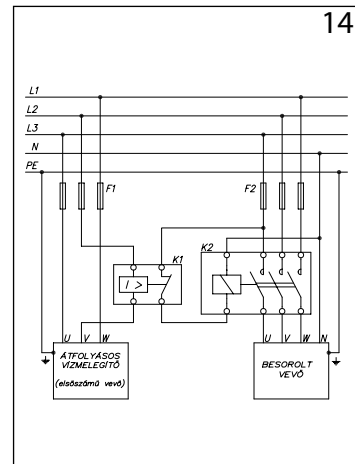 14
L1
L2
L3
N
PE
F1
F2
K1
K2
I >
U V W
U V W N
ÁTFOLYÁSOS
VÍZMELEGÍTŐ
(elsőszámú vevő)
BESOROLT
VEVŐ